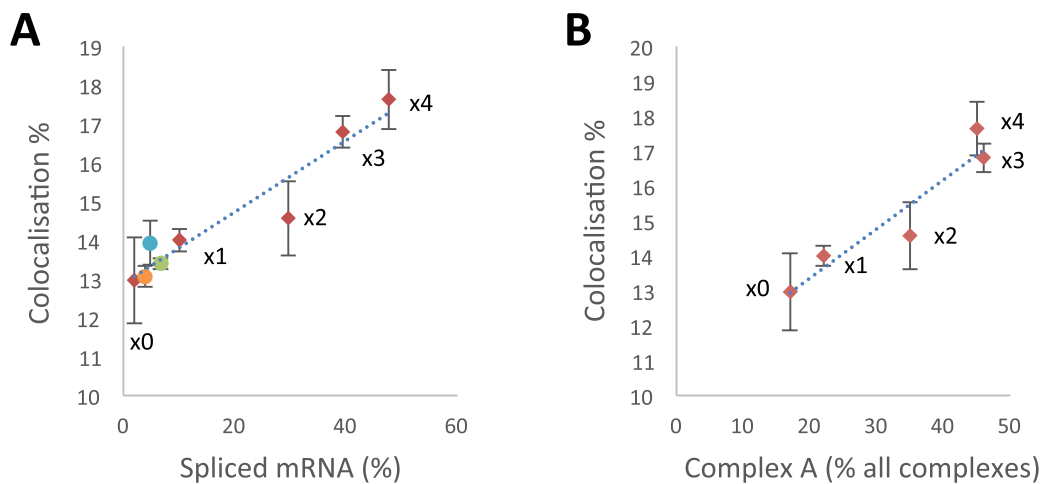 A
Colocalisation %
19
18
17
16
15
14
13
12
11
10
x4
x3
x2
x1
x0
0 20 40 60
Spliced mRNA (%)
B
Colocalisation %
20
19
18
17
16
15
14
13
12
11
10
x4
x3
x2
x1
x0
0 10 20 30 40 50
Complex A (% all complexes)